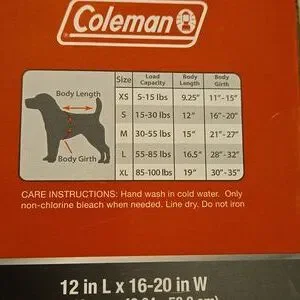 Coleman
Size Load Capacity Body Length Body Girth
XS 5-15 lbs 9.25" 11"-15"
S 15-30 lbs 12" 16"-20"
M 30-55 lbs 15" 21"-27"
L 55-85 lbs 16.5" 28"-32"
XL 85-100 lbs 19" 30"-35"
Body Length
Body Girth
CARE INSTRUCTIONS: Hand wash in cold water. Only
non-chlorine bleach when needed. Line dry. Do not iron
12 in L x 16-20 in W